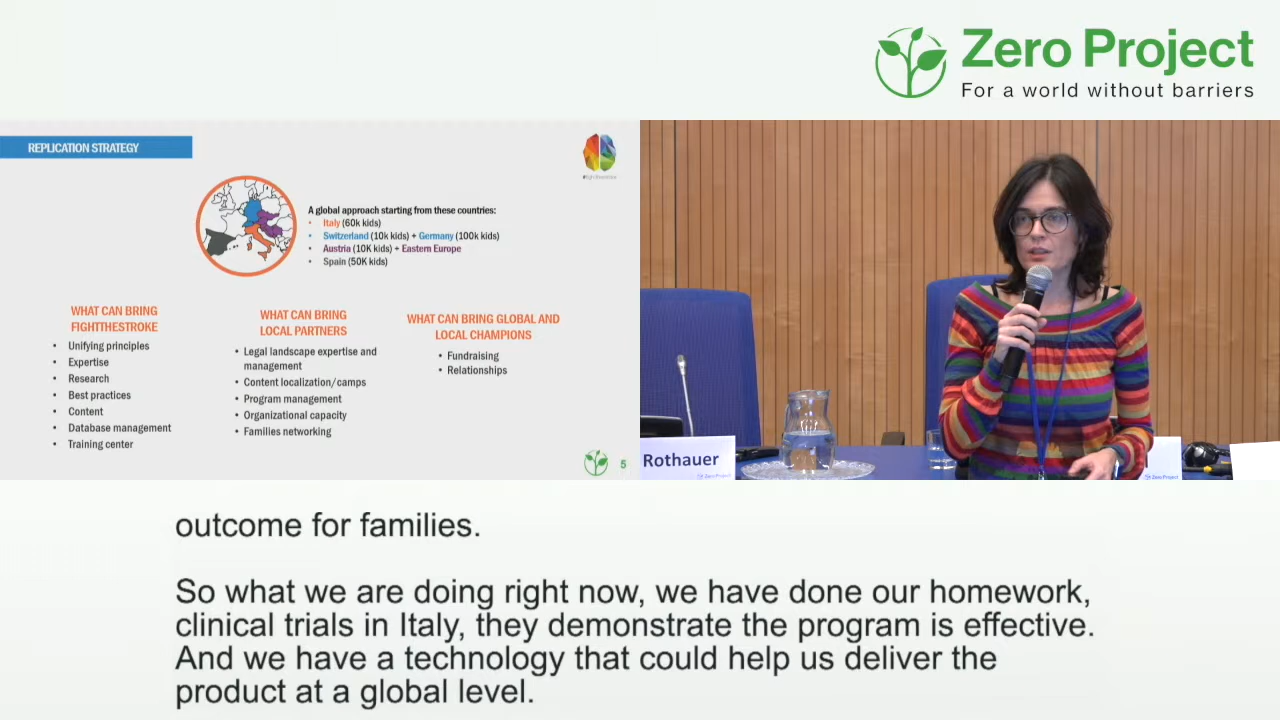 Zero Project
For a world without barriers
REPLICATION STRATEGY
A global approach starting from these countries:
• Italy (60k kids)
• Switzerland (10k kids) + Germany (100k kids)
• Austria (10K kids) + Eastern Europe
• Spain (50K kids)
WHAT CAN BRING
FIGHTTHESTROKE
• Unifying principles
• Expertise
• Research
• Best practices
• Content
• Database management
• Training center
WHAT CAN BRING
LOCAL PARTNERS
• Legal landscape expertise and
management
• Content localization/camps
• Program management
• Organizational capacity
• Families networking
WHAT CAN BRING GLOBAL AND
LOCAL CHAMPIONS
• Fundraising
• Relationships
5
Rothauer
Zero Project
Zero Project
outcome for families.
So what we are doing right now, we have done our homework,
clinical trials in Italy, they demonstrate the program is effective.
And we have a technology that could help us deliver the
product at a global level.